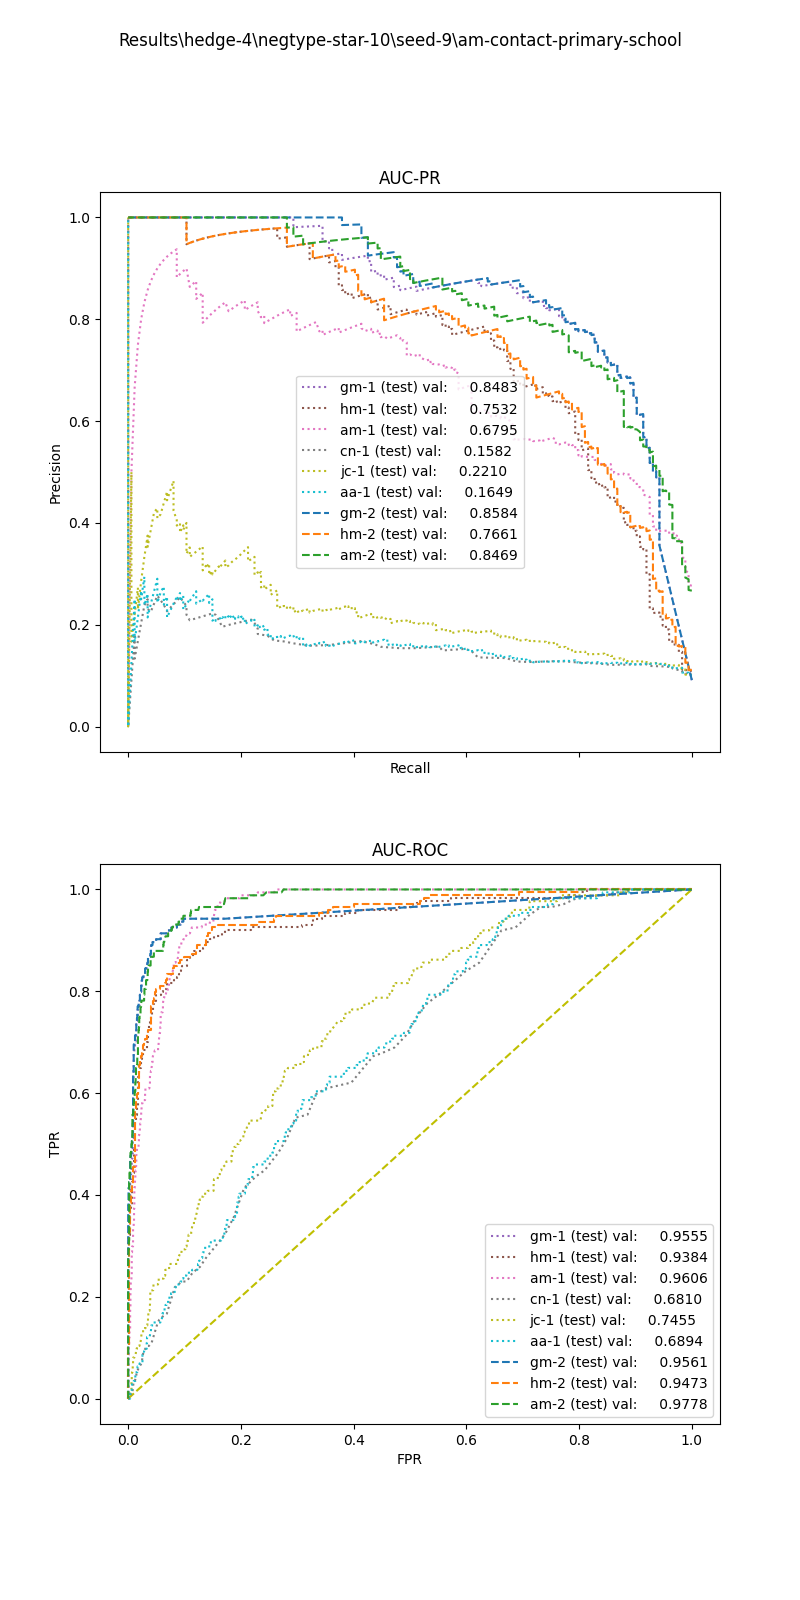 Results\hedge-4\negtype-star-10\seed-9\am-contact-primary-school
AUC-PR
1.0
0.8
0.6
0.4
0.2
0.0
Precision
gm-1 (test) val: 0.8483
hm-1 (test) val: 0.7532
am-1 (test) val: 0.6795
cn-1 (test) val: 0.1582
jc-1 (test) val: 0.2210
aa-1 (test) val: 0.1649
gm-2 (test) val: 0.8584
hm-2 (test) val: 0.7661
am-2 (test) val: 0.8469
Recall
AUC-ROC
1.0
0.8
0.6
0.4
0.2
0.0
TPR
gm-1 (test) val: 0.9555
hm-1 (test) val: 0.9384
am-1 (test) val: 0.9606
cn-1 (test) val: 0.6810
jc-1 (test) val: 0.7455
aa-1 (test) val: 0.6894
gm-2 (test) val: 0.9561
hm-2 (test) val: 0.9473
am-2 (test) val: 0.9778
0.0 0.2 0.4 0.6 0.8 1.0
FPR